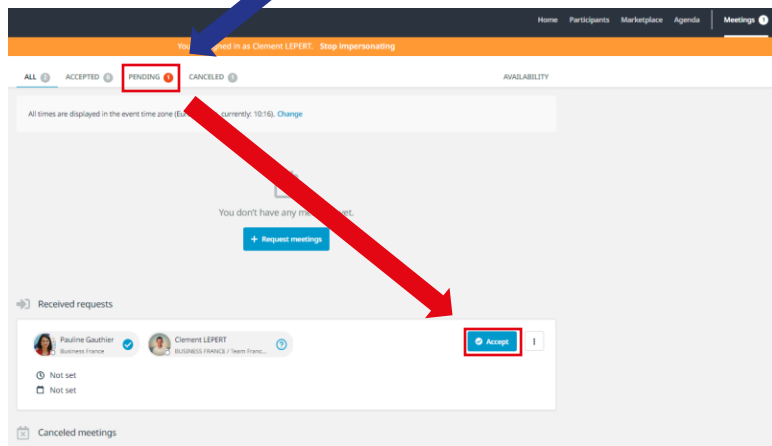 Home Participants Marketplace Agenda Meetings 1
in as Clement LEPERT. Stop Impersonating
ALL 2 ACCEPTED 0 PENDING 1 CANCELED 1 AVAILABILITY
All times are displayed in the event time zone currently: 10:16). Change
You don't have any yet.
+ Request meetings
Received requests
Pauline Gauthier
Business France
Clement LEPERT
BUSINESS FRANCE / Team Franc...
Accept
Not set
Not set
Canceled meetings